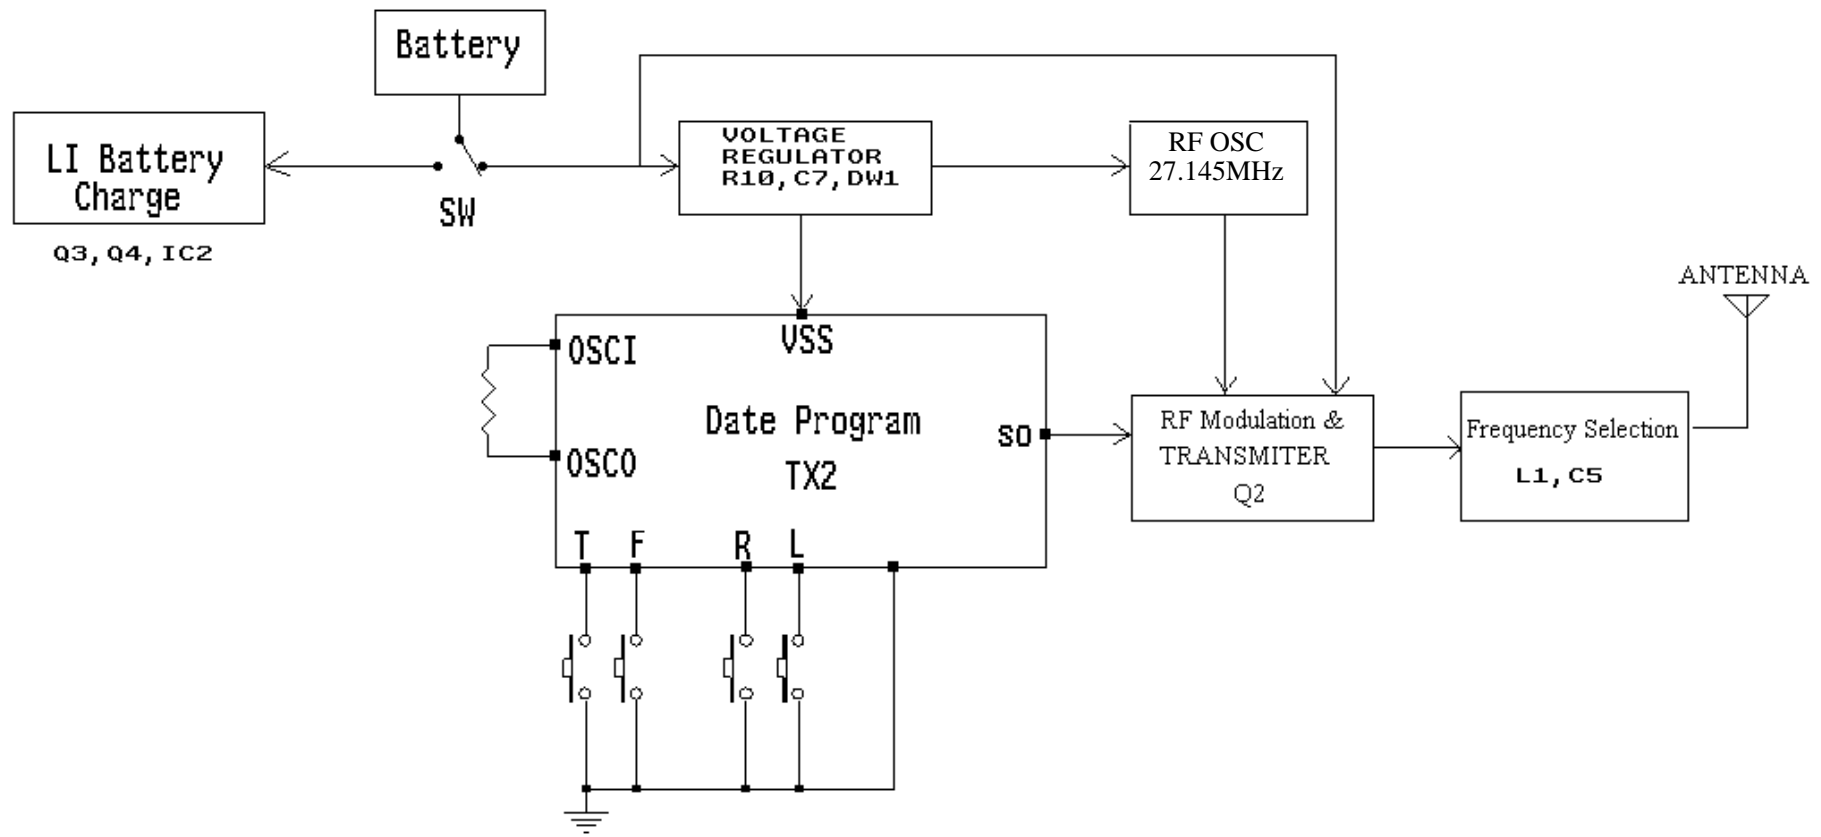 Battery
LI Battery
Charge
Q3,Q4,IC2
SW
VOLTAGE
REGULATOR
R10,C7,DW1
RF OSC
27.145MHz
ANTENNA
OSCI
VSS
OSCO
Date Program
TX2
SO
T F R L
RF Modulation &
TRANSMITER
Q2
Frequency Selection
L1,C5